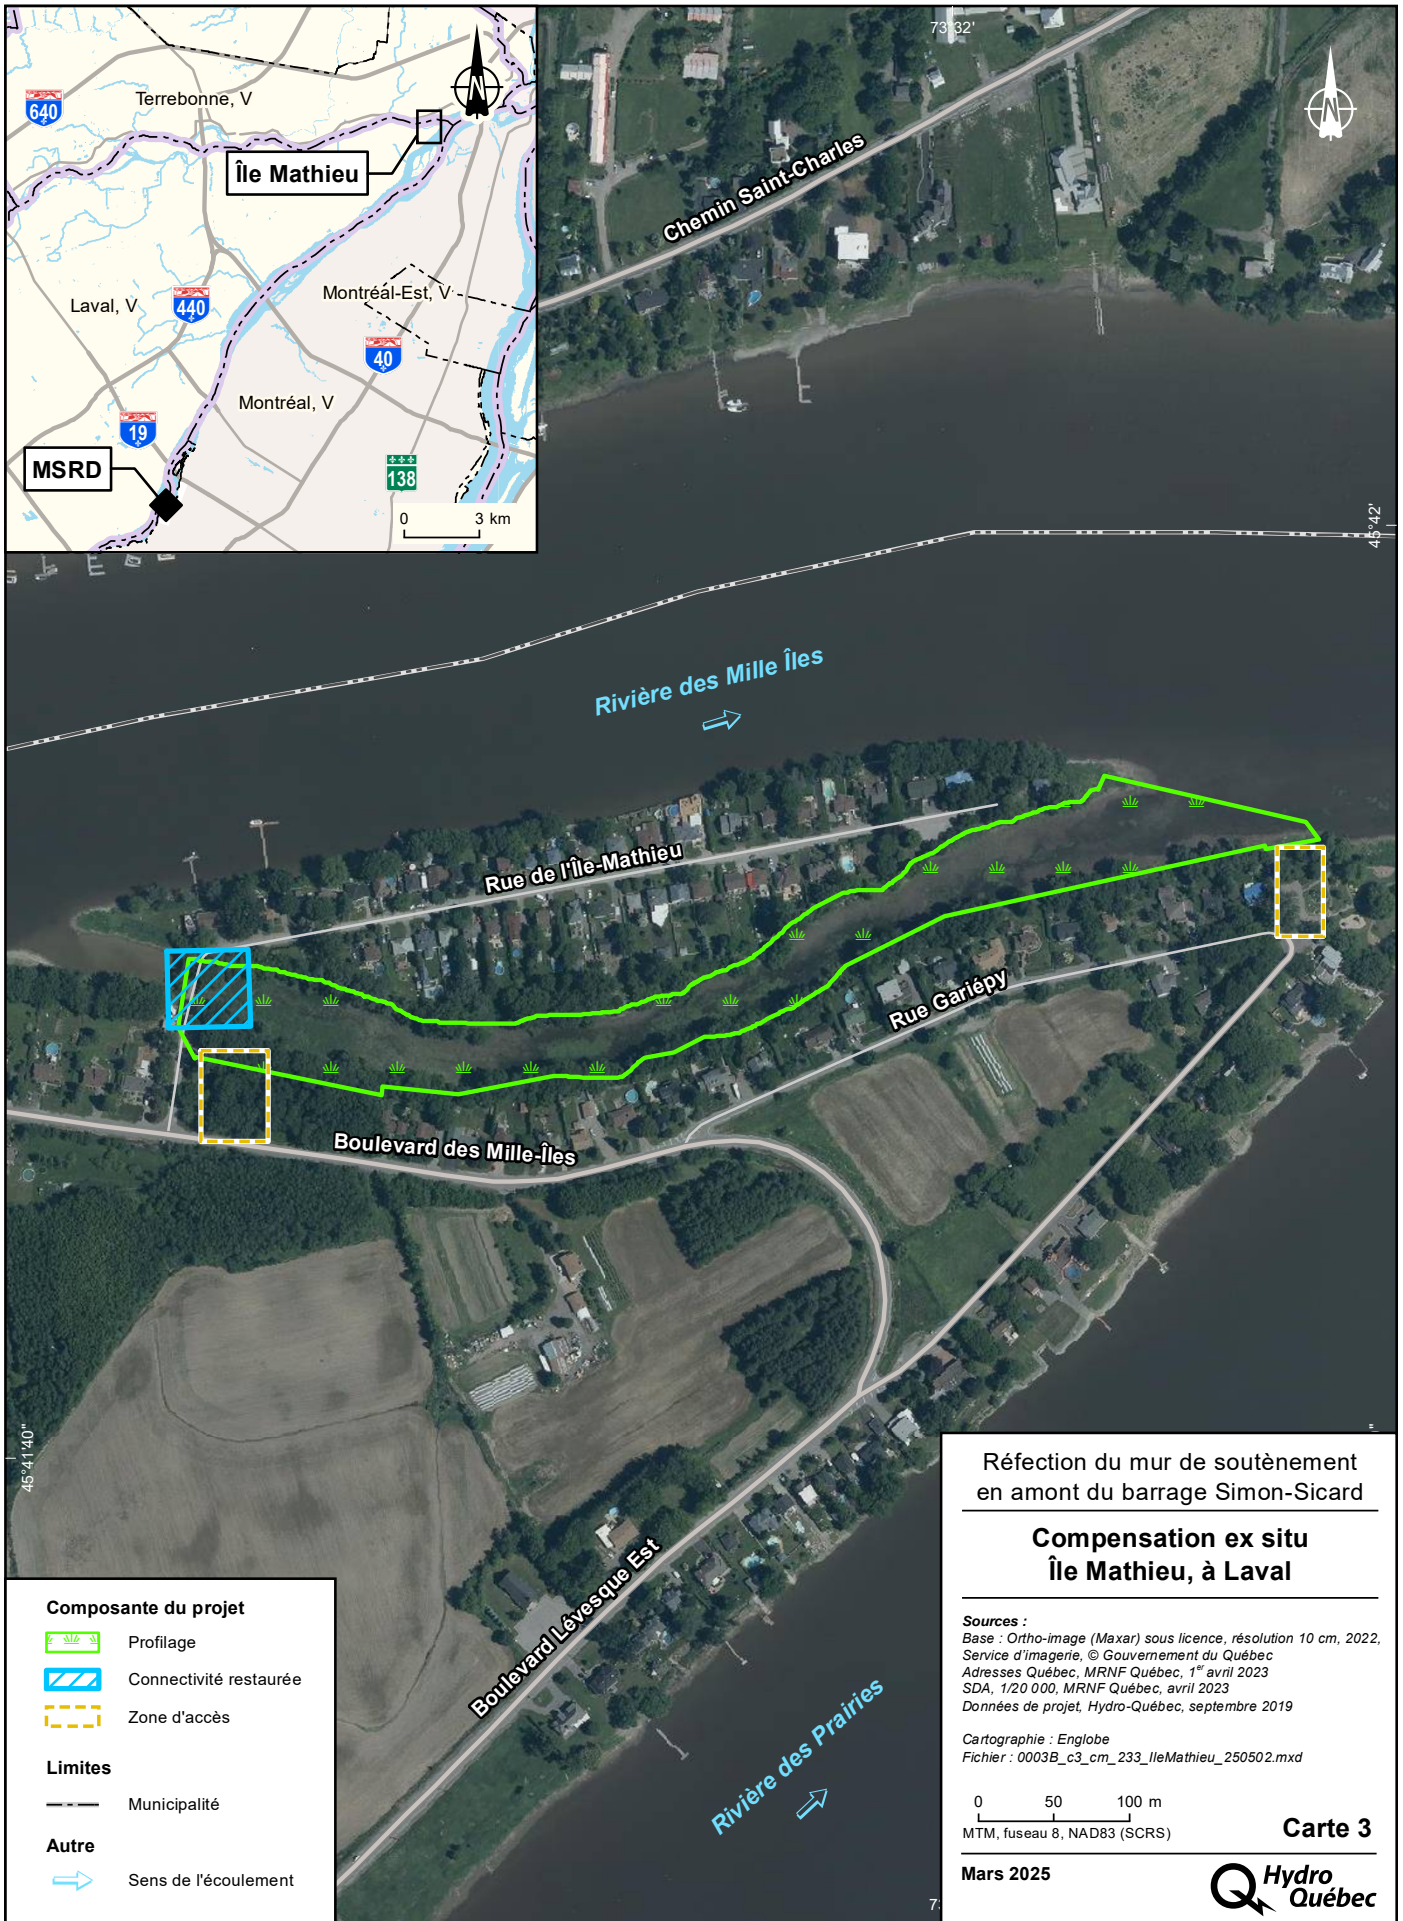 73°32'
640
Terrebonne, V
Île Mathieu
Laval, V
440
Montréal-Est, V
40
Montréal, V
19
MSRD
138
0 3 km
N
N
Chemin Saint-Charles
45°42'
Rivière des Mille Îles
Rue de l'Île-Mathieu
Rue Gariépy
Boulevard des Mille-Îles
45°41'40"
Boulevard Lévesque Est
Rivière des Prairies
Composante du projet
Profilage
Connectivité restaurée
Zone d'accès
Limites
Municipalité
Autre
Sens de l'écoulement
Réfection du mur de soutènement
en amont du barrage Simon-Sicard
Compensation ex situ
Île Mathieu, à Laval
Sources :
Base : Ortho-image (Maxar) sous licence, résolution 10 cm, 2022,
Service d'imagerie, © Gouvernement du Québec
Adresses Québec, MRNF Québec, 1er avril 2023
SDA, 1/20 000, MRNF Québec, avril 2023
Données de projet, Hydro-Québec, septembre 2019
Cartographie : Englobe
Fichier : 0003B_c3_cm_233_IleMathieu_250502.mxd
0 50 100 m
MTM, fuseau 8, NAD83 (SCRS)
Carte 3
Mars 2025
Hydro
Québec